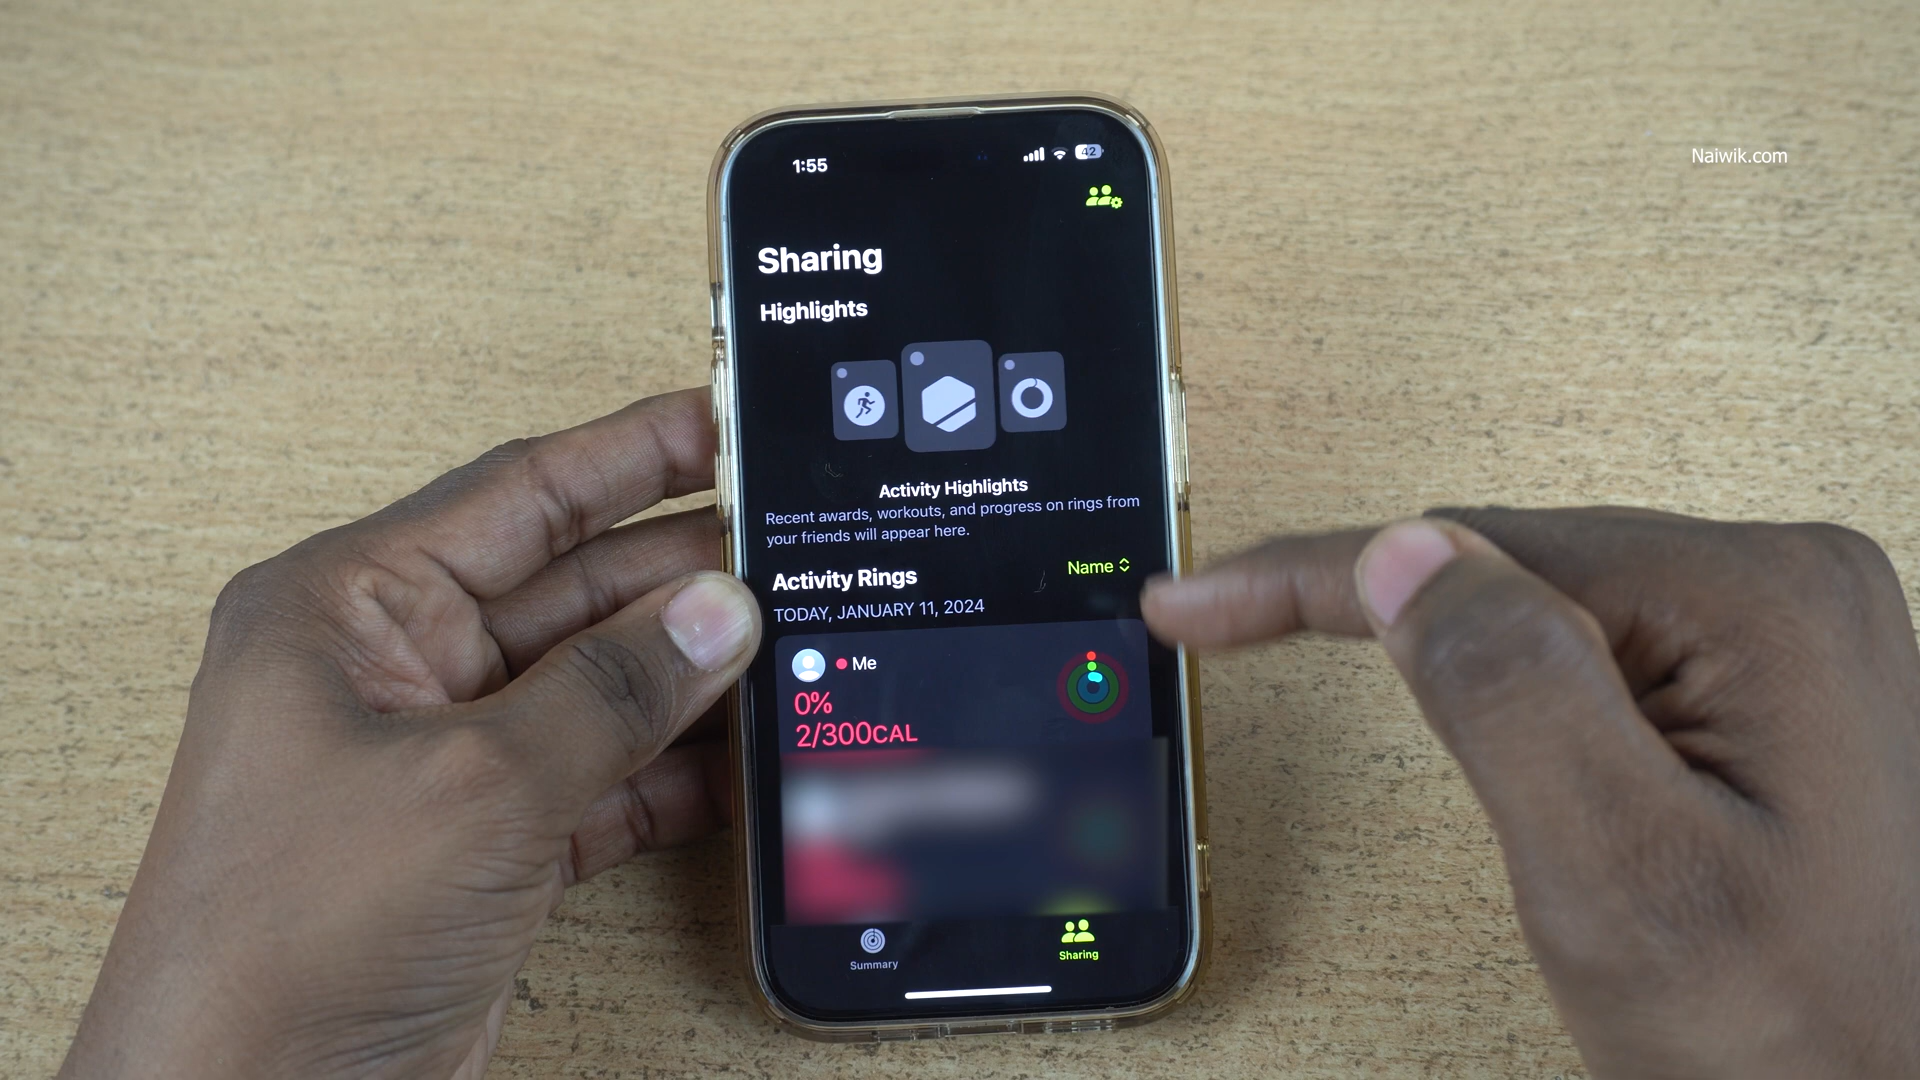 Naiwik.com
1:55
42
Sharing
Highlights
Activity Highlights
Recent awards, workouts, and progress on rings from
your friends will appear here.
Activity Rings
Name
TODAY, JANUARY 11, 2024
Me
0%
2/300CAL
Summary
Sharing